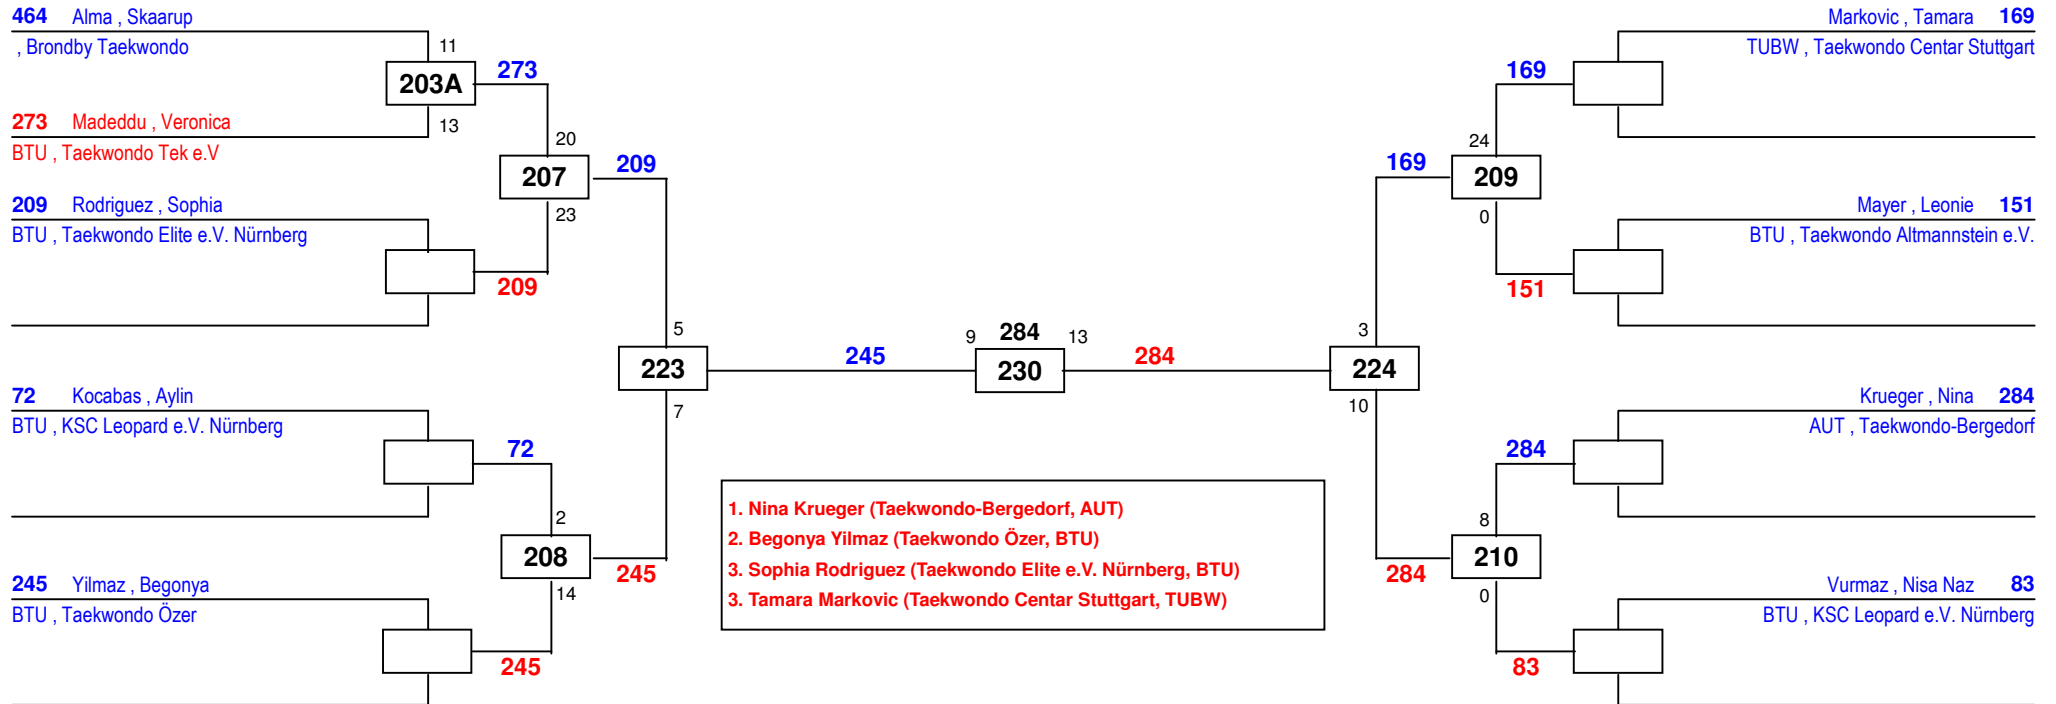 464 Alma , Skaarup
, Brondby Taekwondo
11
203A
273
13
273 Madeddu , Veronica
BTU , Taekwondo Tek e.V
20
207
209
23
209 Rodriguez , Sophia
BTU , Taekwondo Elite e.V. Nürnberg
209
5
223
245
7
72 Kocabas , Aylin
BTU , KSC Leopard e.V. Nürnberg
72
2
208
245
14
245 Yilmaz , Begonya
BTU , Taekwondo Özer
245
9 284 13
230
284
1. Nina Krueger (Taekwondo-Bergedorf, AUT)
2. Begonya Yilmaz (Taekwondo Özer, BTU)
3. Sophia Rodriguez (Taekwondo Elite e.V. Nürnberg, BTU)
3. Tamara Markovic (Taekwondo Centar Stuttgart, TUBW)
Markovic , Tamara 169
TUBW , Taekwondo Centar Stuttgart
169
24
169
209
0
Mayer , Leonie 151
BTU , Taekwondo Altmannstein e.V.
151
3
224
10
Krueger , Nina 284
AUT , Taekwondo-Bergedorf
284
8
210
284
0
Vurmaz , Nisa Naz 83
BTU , KSC Leopard e.V. Nürnberg
83